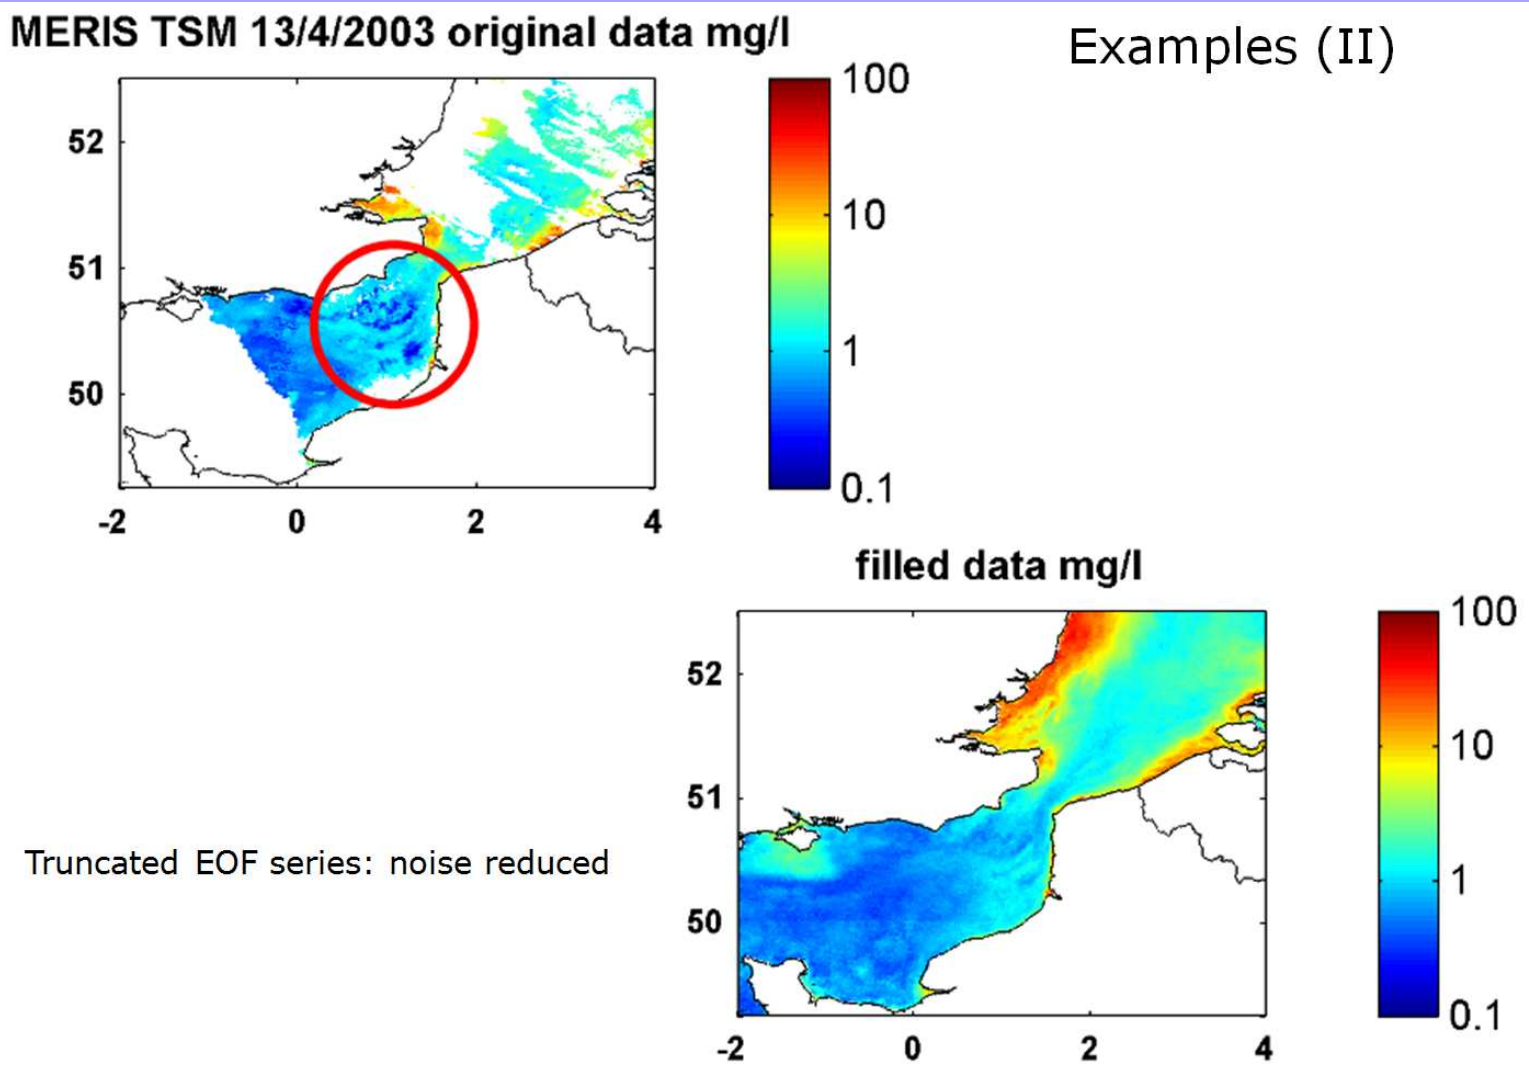 MERIS TSM 13/4/2003 original data mg/l
Examples (II)
52
51
50
-2 0 2 4
100
10
1
0.1
filled data mg/l
52
51
50
-2 0 2 4
100
10
1
0.1
Truncated EOF series: noise reduced